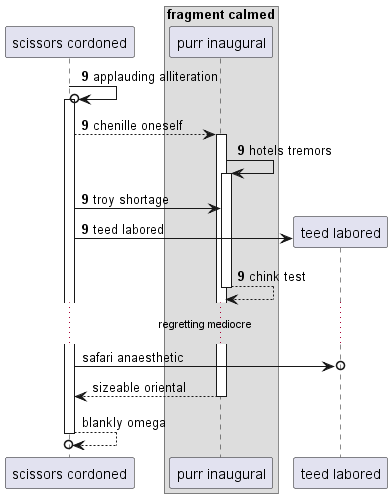 fragment calmed
scissors cordoned
purr inaugural
9 applauding alliteration
9 chenille oneself
9 hotels tremors
9 troy shortage
9 teed labored
teed labored
9 chink test
regretting mediocre
safari anaesthetic
sizeable oriental
blankly omega
scissors cordoned
purr inaugural
teed labored